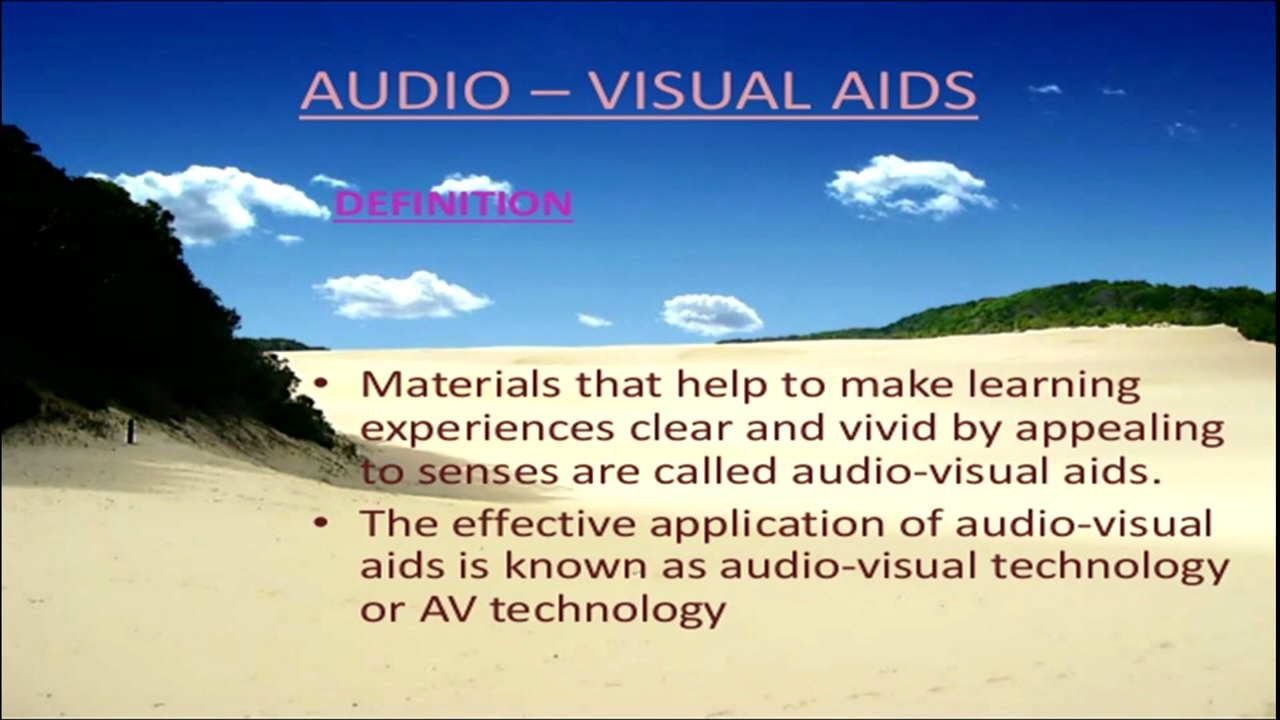 AUDIO – VISUAL AIDS
DEFINITION
• Materials that help to make learning
experiences clear and vivid by appealing
to senses are called audio-visual aids.
• The effective application of audio-visual
aids is known as audio-visual technology
or AV technology